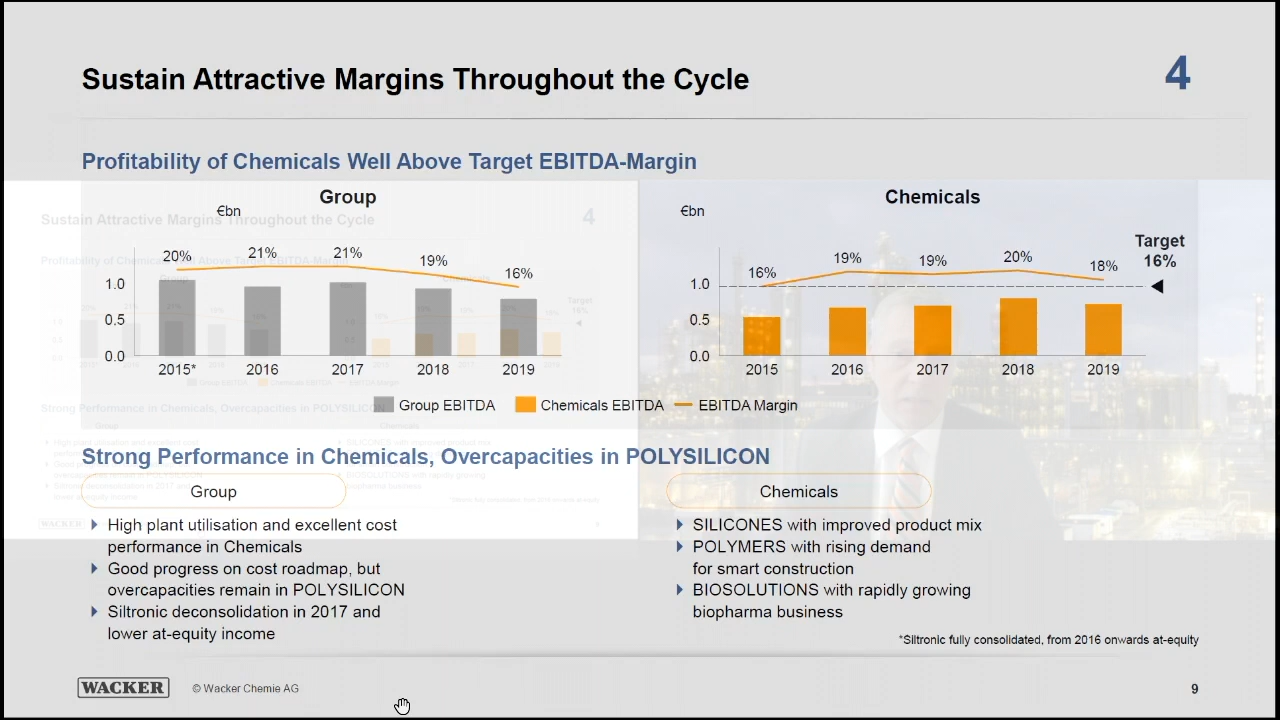 Sustain Attractive Margins Throughout the Cycle
4
Profitability of Chemicals Well Above Target EBITDA-Margin
Group
€bn
20%
21%
21%
19%
16%
1.0
0.5
0.0
2015*
2016
2017
2018
2019
Chemicals
€bn
Target
16%
16%
19%
19%
20%
18%
1.0
0.5
0.0
2015
2016
2017
2018
2019
Group EBITDA
Chemicals EBITDA
EBITDA Margin
Strong Performance in Chemicals, Overcapacities in POLYSILICON
Group
High plant utilisation and excellent cost
performance in Chemicals
Good progress on cost roadmap, but
overcapacities remain in POLYSILICON
Siltronic deconsolidation in 2017 and
lower at-equity income
Chemicals
SILICONES with improved product mix
POLYMERS with rising demand
for smart construction
BIOSOLUTIONS with rapidly growing
biopharma business
*Siltronic fully consolidated, from 2016 onwards at-equity
WACKER
© Wacker Chemie AG
9